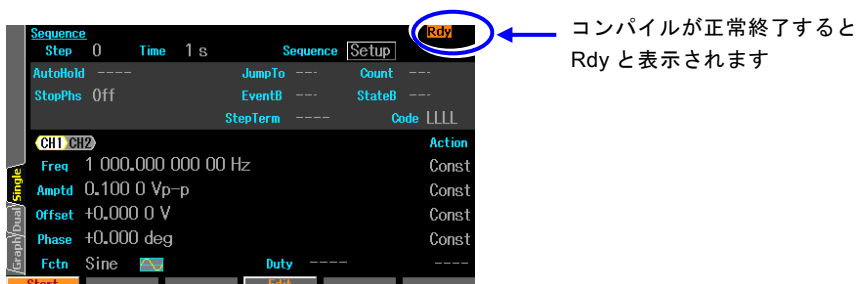 Sequence
Step 0 Time 1 s Sequence Setup Rdy
AutoHold ---- JumpTo --- Count ---
StopPhs Off EventB --- StateB ---
StepTerm ---- Code LLLL
CH1 CH2 Action
Freq 1 000.000 000 00 Hz Const
Amptd 0.100 0 Vp-p Const
Offset +0.000 0 V Const
Phase +0.000 deg Const
Fctn Sine Duty ---- ----
Start Edit
Single
Dual
Graph
コンパイルが正常終了すると
Rdy と表示されます